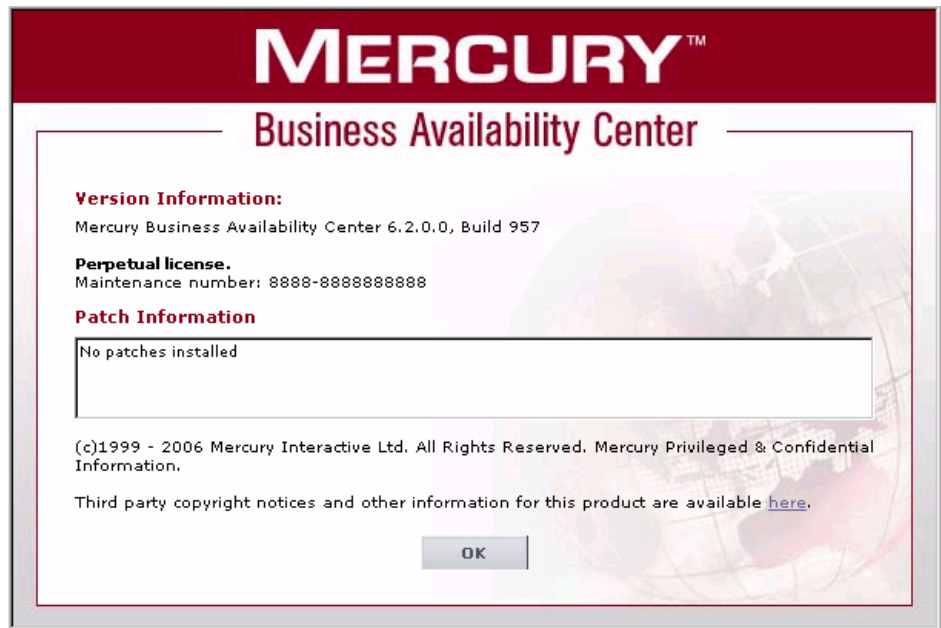 MERCURY™
Business Availability Center
Version Information:
Mercury Business Availability Center 6.2.0.0, Build 957
Perpetual license.
Maintenance number: 8888-8888888888
Patch Information
No patches installed
(c)1999 - 2006 Mercury Interactive Ltd. All Rights Reserved. Mercury Privileged & Confidential
Information.
Third party copyright notices and other information for this product are available here.
OK